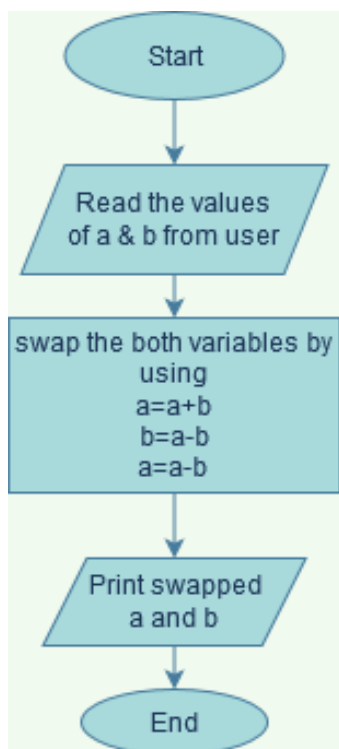 Start
Read the values
of a & b from user
swap the both variables by
using
a=a+b
b=a-b
a=a-b
Print swapped
a and b
End